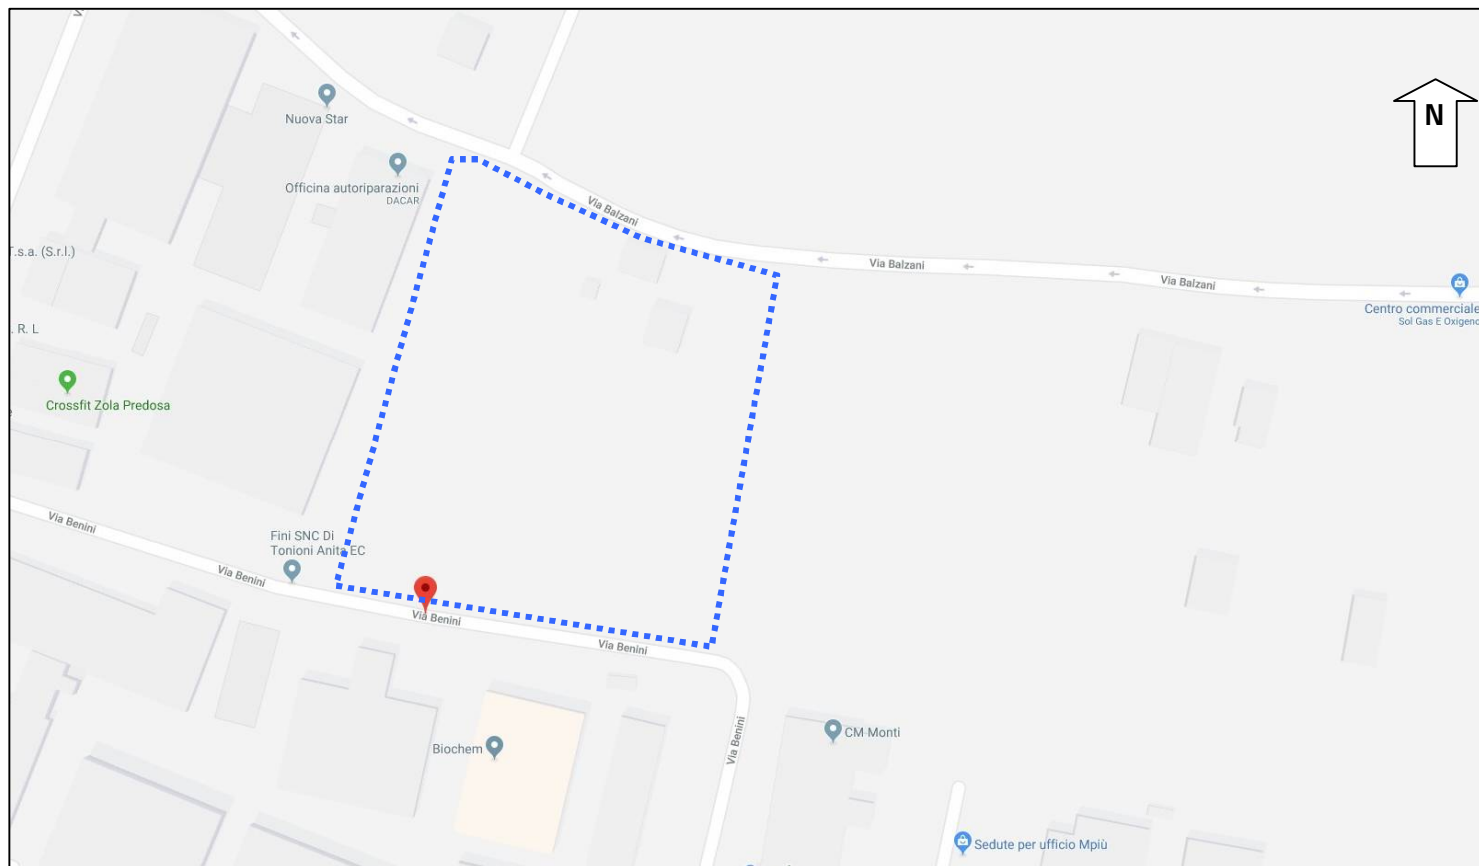 N
Nuova Star
Officina autoriparazioni
DACAR
Via Balzani
Via Balzani
Via Balzani
T.s.a. (S.r.l.)
Centro commerciale
Sol Gas E Oxigeno
. R. L
Crossfit Zola Predosa
Via Benini
Fini SNC Di
Tonioni Anita EC
Via Benini
Via Benini
Via Benini
Via Benini
CM Monti
Biochem
Sedute per ufficio Mpiù